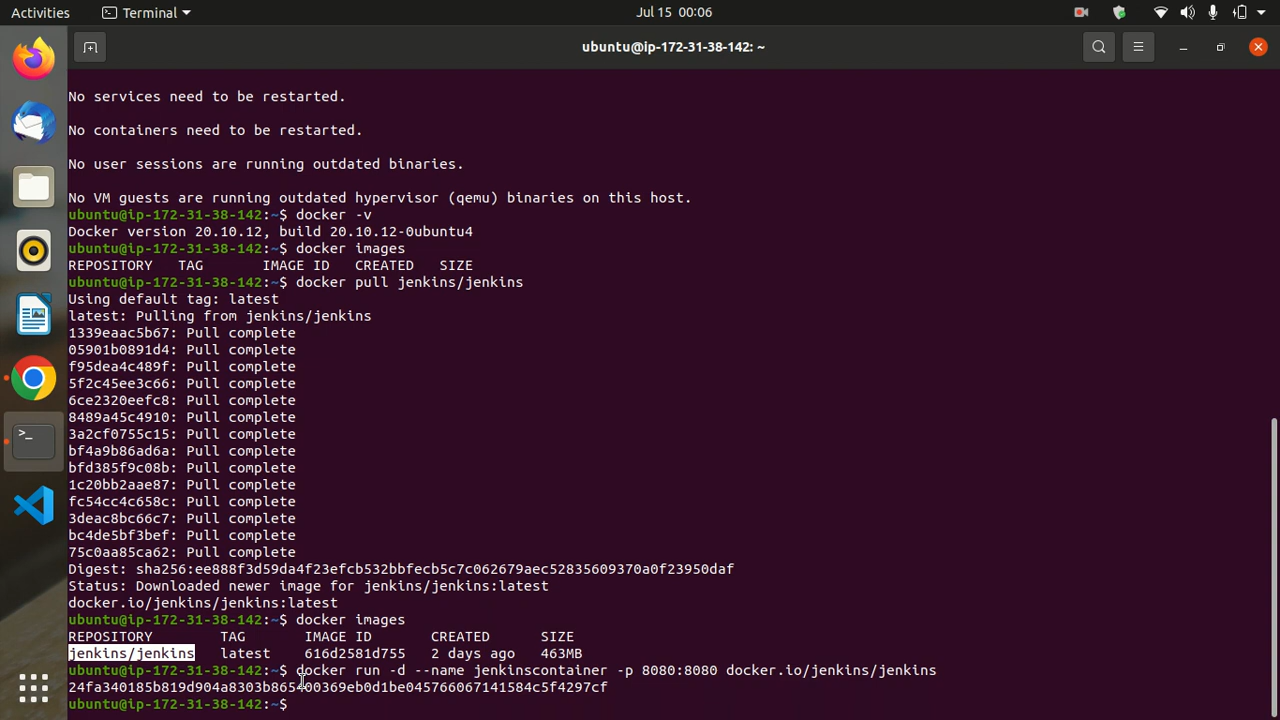 Activities
Terminal
Jul 15 00:06
ubuntu@ip-172-31-38-142: ~
No services need to be restarted.
No containers need to be restarted.
No user sessions are running outdated binaries.
No VM guests are running outdated hypervisor (qemu) binaries on this host.
ubuntu@ip-172-31-38-142:~$ docker -v
Docker version 20.10.12, build 20.10.12-0ubuntu4
ubuntu@ip-172-31-38-142:~$ docker images
REPOSITORY   TAG       IMAGE ID   CREATED   SIZE
ubuntu@ip-172-31-38-142:~$ docker pull jenkins/jenkins
Using default tag: latest
latest: Pulling from jenkins/jenkins
1339eaac5b67: Pull complete
05901b0891d4: Pull complete
f95dea4c489f: Pull complete
5f2c45ee3c66: Pull complete
6ce2320eefc8: Pull complete
8489a45c4910: Pull complete
3a2cf0755c15: Pull complete
bf4a9b86ad6a: Pull complete
bfd385f9c08b: Pull complete
1c20bb2aae87: Pull complete
fc54cc4c658c: Pull complete
3deac8bc66c7: Pull complete
bc4de5bf3bef: Pull complete
75c0aa85ca62: Pull complete
Digest: sha256:ee888f3d59da4f23efcb532bbfecb5c7c062679aec52835609370a0f23950daf
Status: Downloaded newer image for jenkins/jenkins:latest
docker.io/jenkins/jenkins:latest
ubuntu@ip-172-31-38-142:~$ docker images
REPOSITORY        TAG       IMAGE ID       CREATED      SIZE
jenkins/jenkins   latest    616d2581d755   2 days ago   463MB
ubuntu@ip-172-31-38-142:~$ docker run -d --name jenkinscontainer -p 8080:8080 docker.io/jenkins/jenkins
24fa340185b819d904a8303b865400369eb0d1be045766067141584c5f4297cf
ubuntu@ip-172-31-38-142:~$